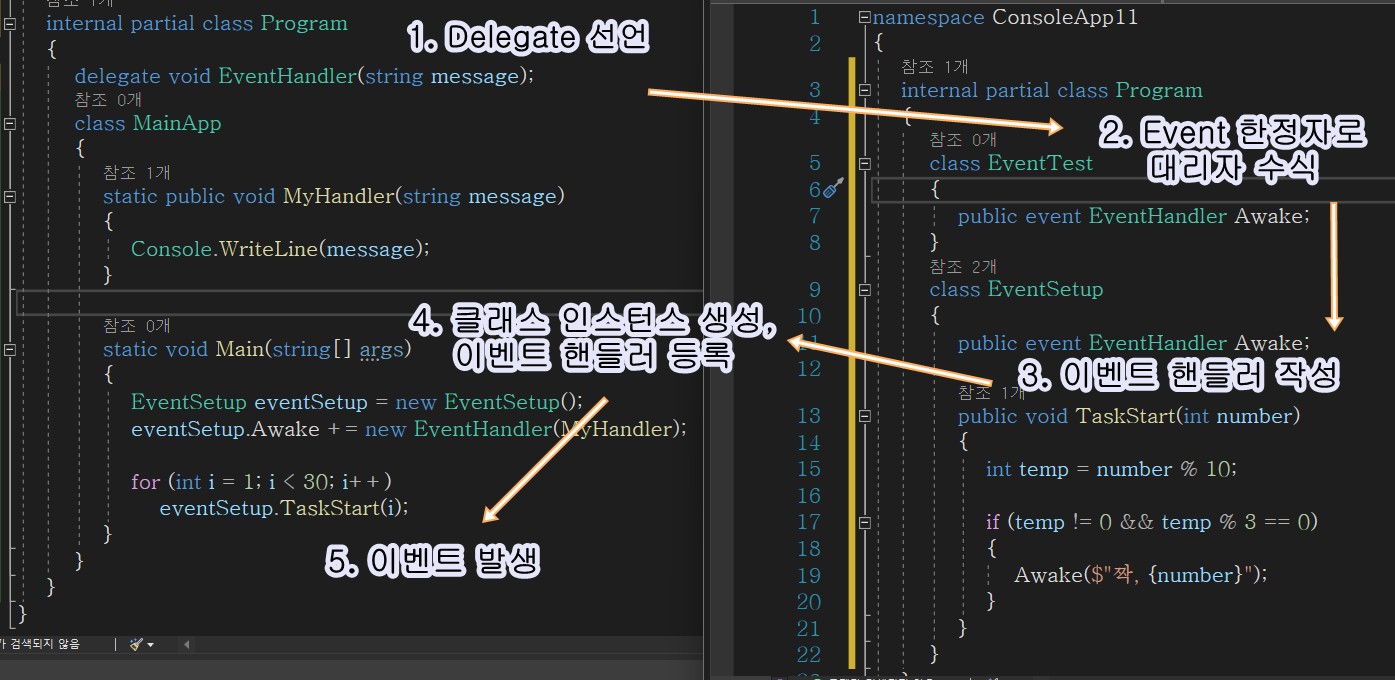 참조 1개
internal partial class Program
{
delegate void EventHandler(string message);
참조 0개
class MainApp
{
참조 1개
static public void MyHandler(string message)
{
Console.WriteLine(message);
}
참조 0개
static void Main(string[] args)
{
EventSetup eventSetup = new EventSetup();
eventSetup.Awake += new EventHandler(MyHandler);
for (int i = 1; i < 30; i++)
eventSetup.TaskStart(i);
}
}
}
}
가 검색되지 않음
1. Delegate 선언
4. 클래스 인스턴스 생성,
이벤트 핸들러 등록
5. 이벤트 발생
1 namespace ConsoleApp11
2 {
참조 1개
3 internal partial class Program
4 {
참조 0개
5 class EventTest
6 {
7 public event EventHandler Awake;
8 }
참조 2개
9 class EventSetup
10 {
11 public event EventHandler Awake;
12
참조 1개
13 public void TaskStart(int number)
14 {
15 int temp = number % 10;
16
17 if (temp != 0 && temp % 3 == 0)
18 {
19 Awake($"짝, {number}");
20 }
21 }
22 }
2. Event 한정자로
대리자 수식
3. 이벤트 핸들러 작성